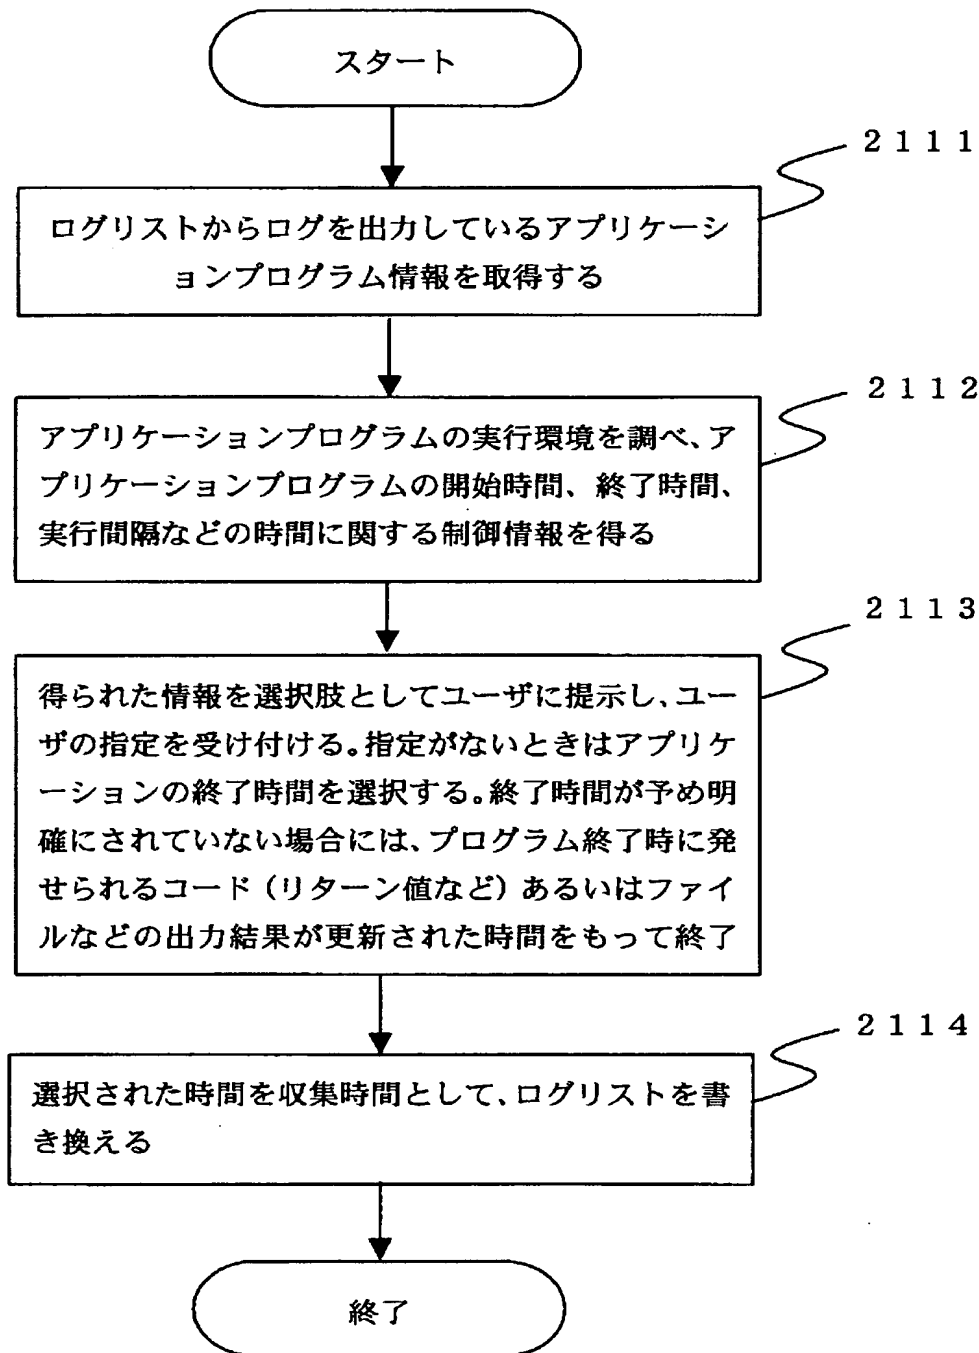 スタート
2111
ログリストからログを出力しているアプリケーシ
ョンプログラム情報を取得する
2112
アプリケーションプログラムの実行環境を調べ、ア
プリケーションプログラムの開始時間、終了時間、
実行間隔などの時間に関する制御情報を得る
2113
得られた情報を選択肢としてユーザに提示し、ユー
ザの指定を受け付ける。指定がないときはアプリケ
ーションの終了時間を選択する。終了時間が予め明
確にされていない場合には、プログラム終了時に発
せられるコード（リターン値など）あるいはファイ
ルなどの出力結果が更新された時間をもって終了
2114
選択された時間を収集時間として、ログリストを書
き換える
終了